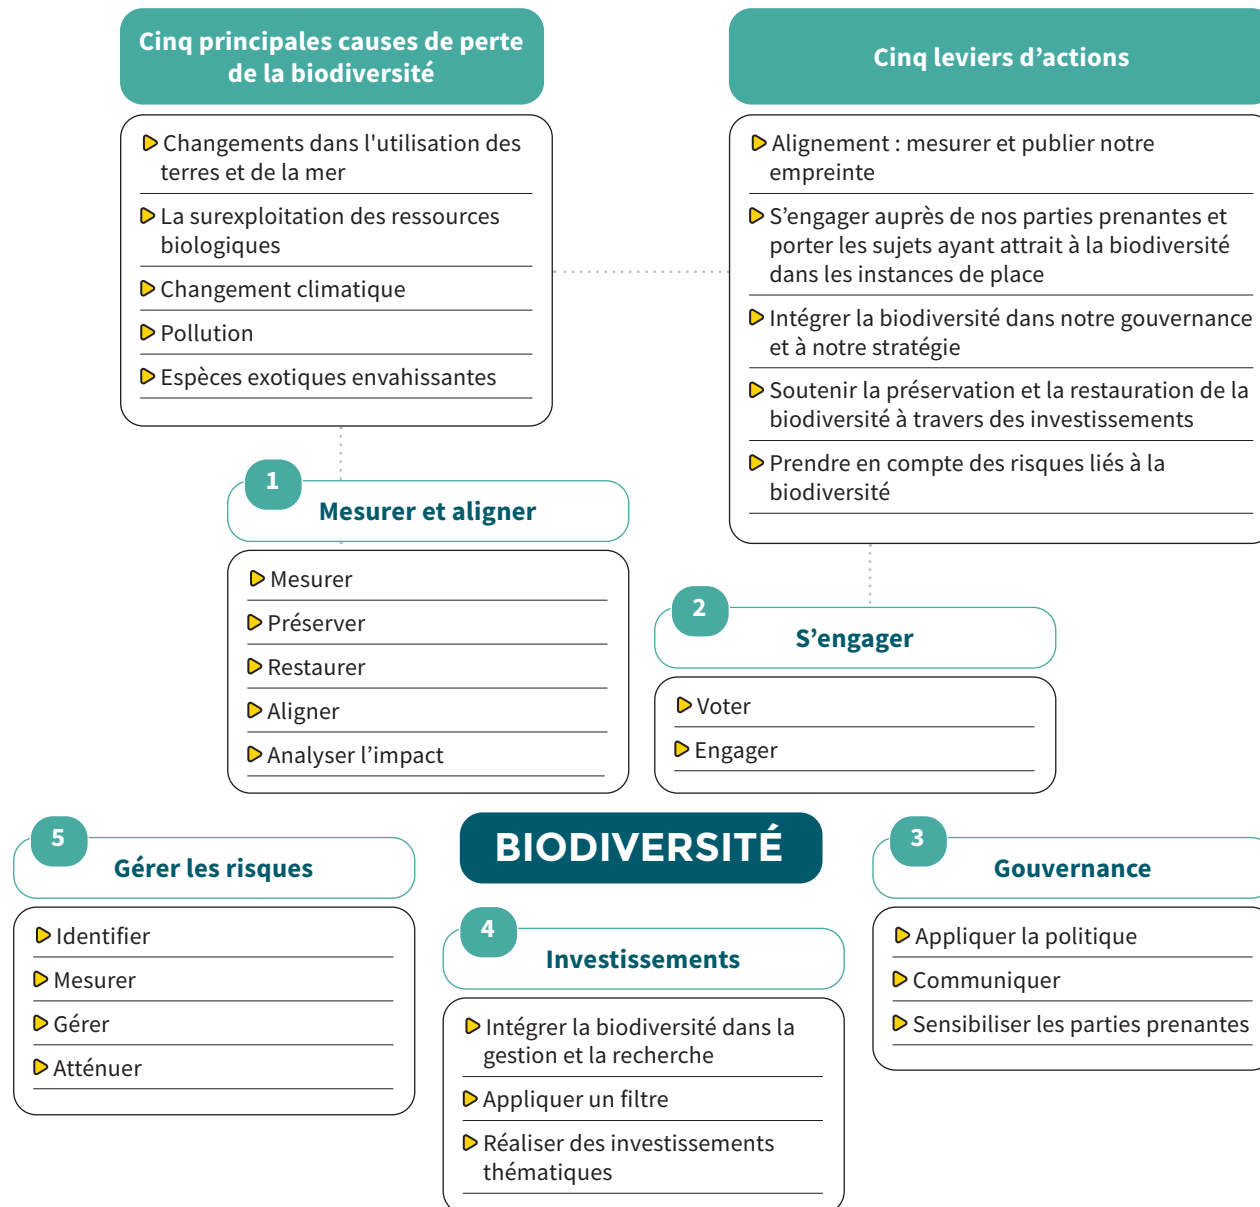 Cinq principales causes de perte
de la biodiversité
Changements dans l'utilisation des
terres et de la mer
La surexploitation des ressources
biologiques
Changement climatique
Pollution
Espèces exotiques envahissantes
Cinq leviers d’actions
Alignement : mesurer et publier notre
empreinte
S’engager auprès de nos parties prenantes et
porter les sujets ayant attrait à la biodiversité
dans les instances de place
Intégrer la biodiversité dans notre gouvernance
et à notre stratégie
Soutenir la préservation et la restauration de la
biodiversité à travers des investissements
Prendre en compte des risques liés à la
biodiversité
1
Mesurer et aligner
Mesurer
Préserver
Restaurer
Aligner
Analyser l’impact
2
S’engager
Voter
Engager
BIODIVERSITÉ
5
Gérer les risques
Identifier
Mesurer
Gérer
Atténuer
4
Investissements
Intégrer la biodiversité dans la
gestion et la recherche
Appliquer un filtre
Réaliser des investissements
thématiques
3
Gouvernance
Appliquer la politique
Communiquer
Sensibiliser les parties prenantes